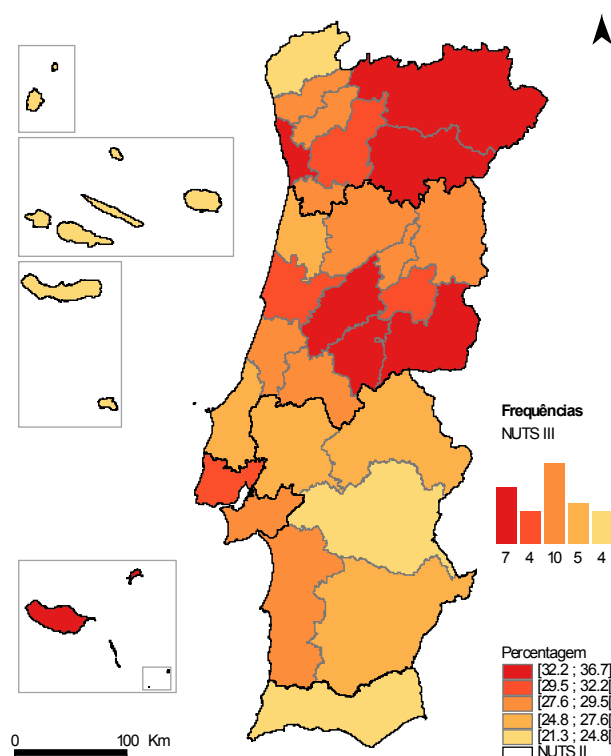 Frequências
NUTS III
7 4 10 5 4
Percentagem
[32.2 ; 36.7]
[29.5 ; 32.2[
[27.6 ; 29.5[
[24.8 ; 27.6[
[21.3 ; 24.8[
NUTS II
0 100 Km